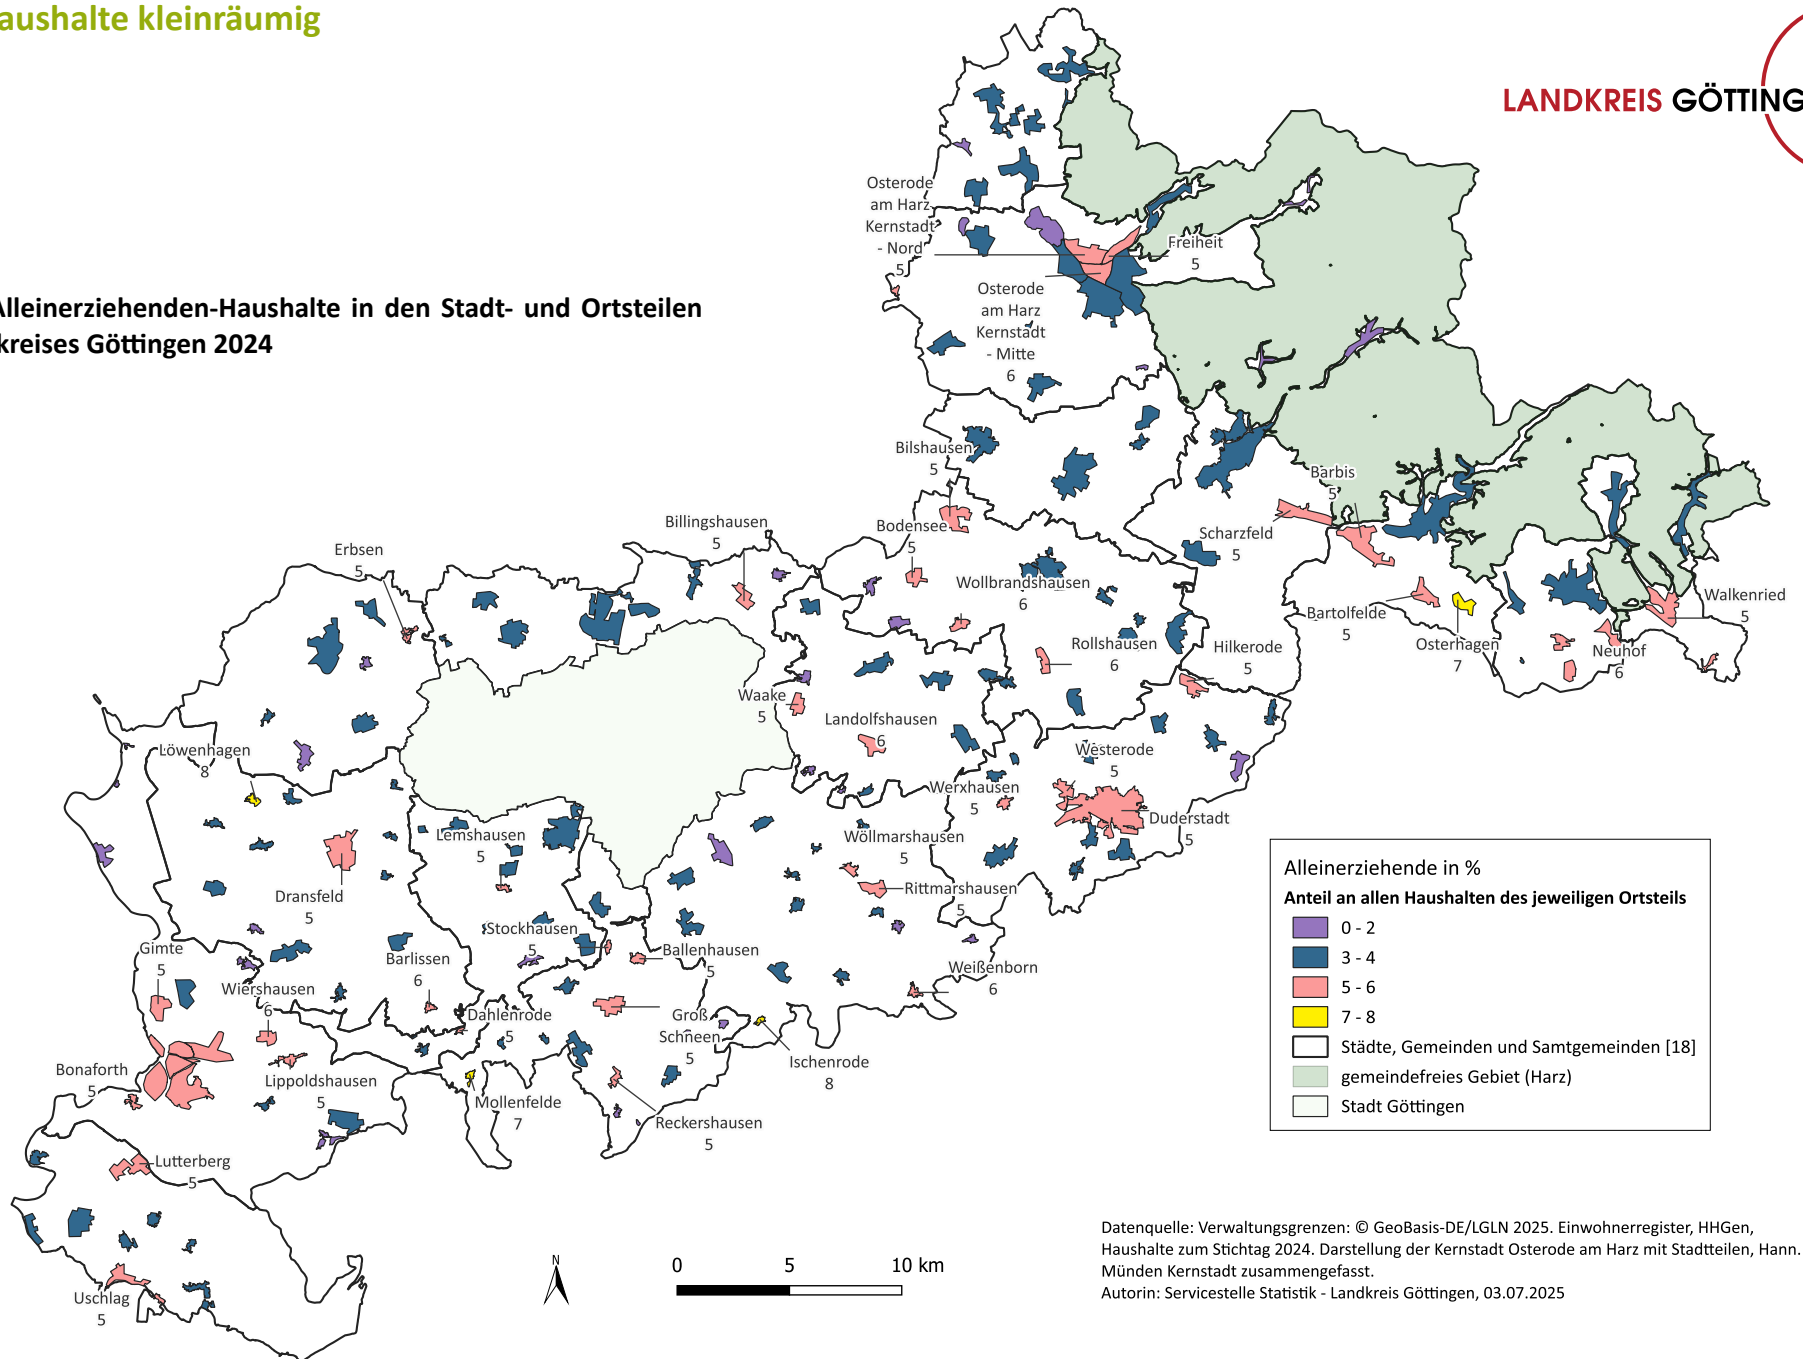 aushalte kleinräumig
LANDKREIS GÖTTING
Alleinerziehenden-Haushalte in den Stadt- und Ortsteilen
kreises Göttingen 2024
Osterode
am Harz
Kernstadt
- Nord
5
Freiheit
5
Osterode
am Harz
Kernstadt
- Mitte
6
Bilshausen
5
Barbis
5
Billingshausen
5
Bodensee
5
Scharzfeld
5
Erbsen
5
Wollbrandshausen
6
Walkenried
5
Bartolfelde
5
Osterhagen
7
Neuhof
6
Rollshausen
6
Hilkerode
5
Waake
5
Landolfshausen
6
Löwenhagen
8
Westerode
5
Werxhausen
5
Duderstadt
5
Lemshausen
5
Wöllmarshausen
5
Dransfeld
5
Rittmarshausen
5
Stockhausen
5
Gimte
5
Barlissen
6
Ballenhausen
5
Weißenborn
6
Wiershausen
6
Dahlenrode
5
Groß
Schneen
5
Ischenrode
8
Bonaforth
5
Lippoldshausen
5
Mollenfelde
7
Reckershausen
5
Lutterberg
5
Uschlag
5
Alleinerziehende in %
Anteil an allen Haushalten des jeweiligen Ortsteils
0 - 2
3 - 4
5 - 6
7 - 8
Städte, Gemeinden und Samtgemeinden [18]
gemeindefreies Gebiet (Harz)
Stadt Göttingen
N
0 5 10 km
Datenquelle: Verwaltungsgrenzen: © GeoBasis-DE/LGLN 2025. Einwohnerregister, HHGen,
Haushalte zum Stichtag 2024. Darstellung der Kernstadt Osterode am Harz mit Stadtteilen, Hann.
Münden Kernstadt zusammengefasst.
Autorin: Servicestelle Statistik - Landkreis Göttingen, 03.07.2025